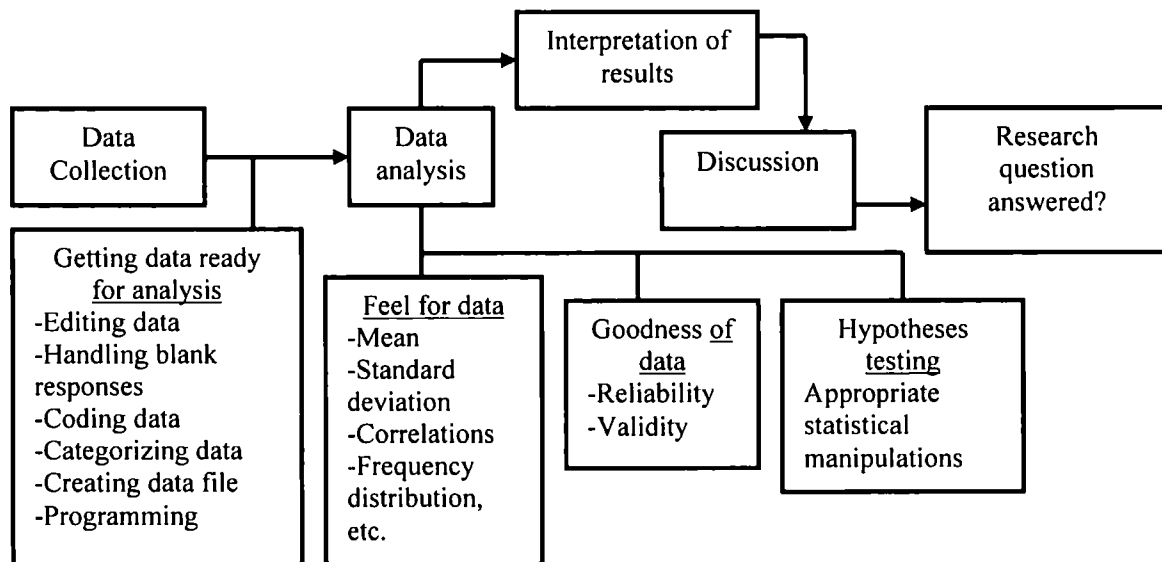 Data
Collection
Data
analysis
Interpretation of
results
Discussion
Research
question
answered?
Getting data ready
for analysis
-Editing data
-Handling blank
responses
-Coding data
-Categorizing data
-Creating data file
-Programming
Feel for data
-Mean
-Standard
deviation
-Correlations
-Frequency
distribution,
etc.
Goodness of
data
-Reliability
-Validity
Hypotheses
testing
Appropriate
statistical
manipulations